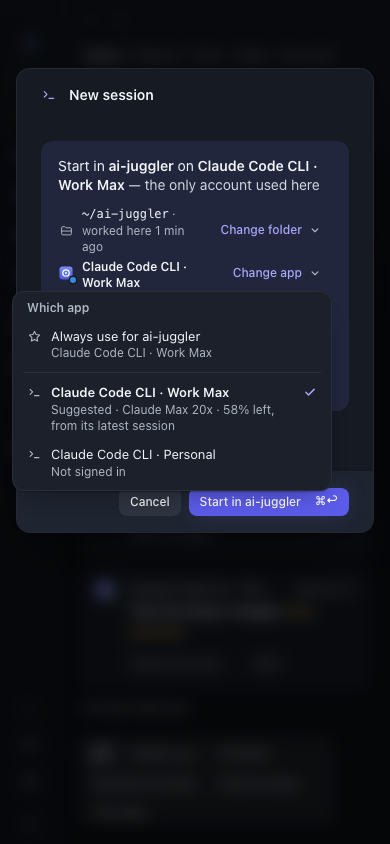 New session
Start in ai-juggler on Claude Code CLI ·
Work Max — the only account used here
~/ai-juggler ·
worked here 1 min
ago
Change folder
Claude Code CLI ·
Work Max
Change app
Which app
Always use for ai-juggler
Claude Code CLI · Work Max
Claude Code CLI · Work Max
Suggested · Claude Max 20x · 58% left,
from its latest session
Claude Code CLI · Personal
Not signed in
Cancel
Start in ai-juggler ⌘↩